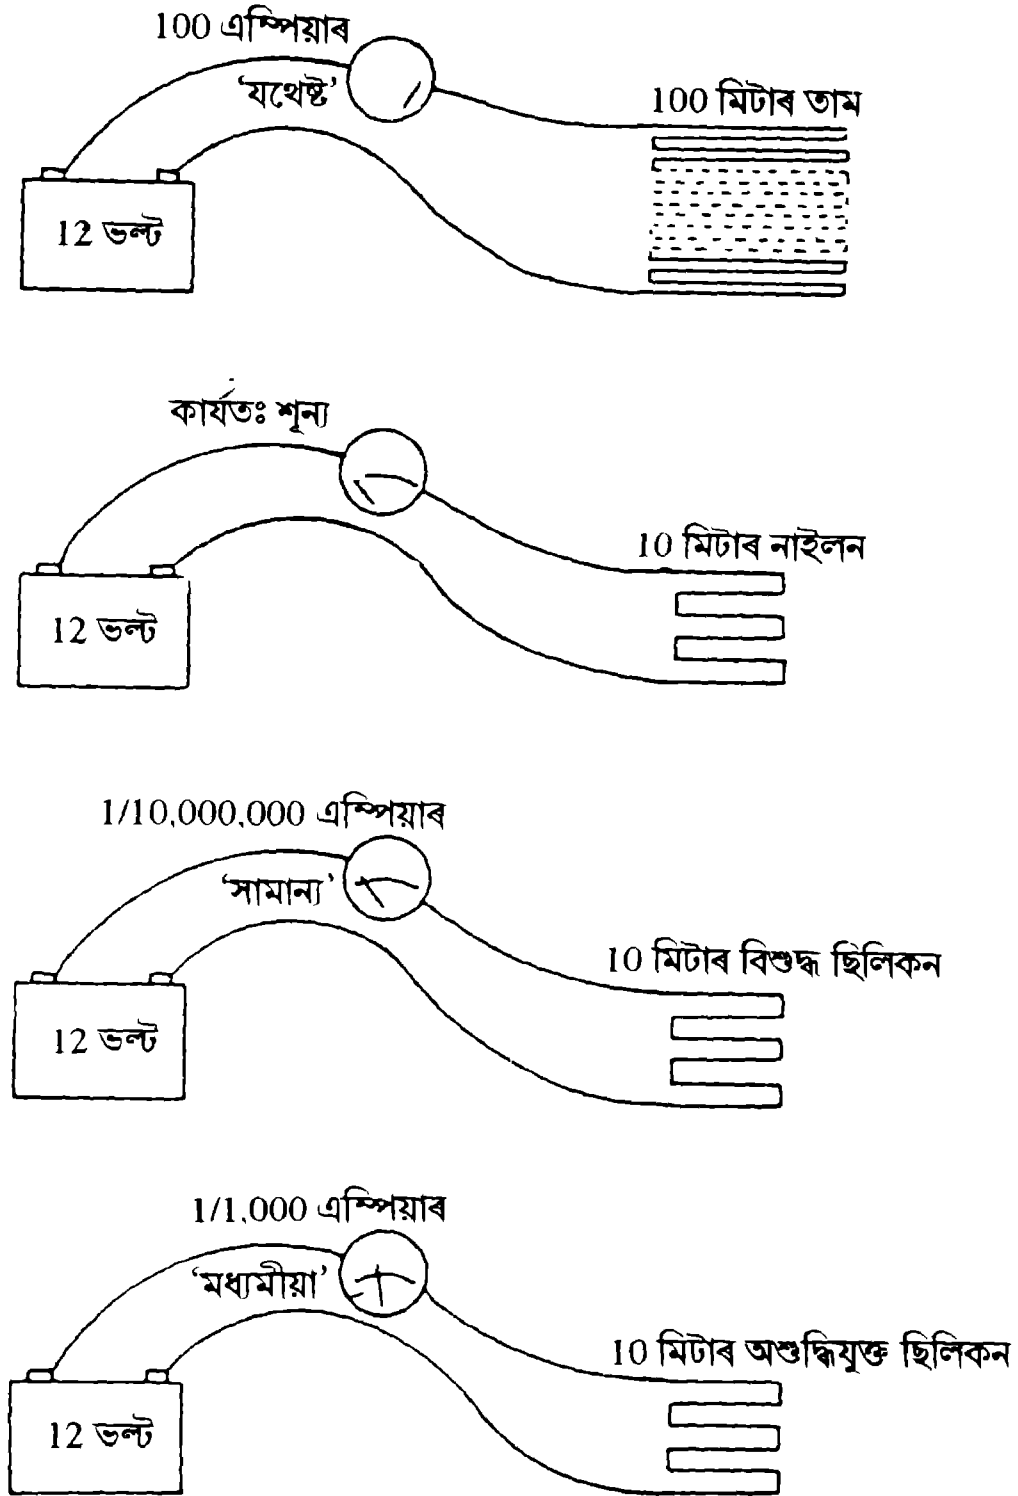 100 এম্পিয়াৰ
‘যথেষ্ট’
100 মিটাৰ তাম
12 ভল্ট
কাৰ্যতঃ শূন্য
10 মিটাৰ নাইলন
12 ভল্ট
1/10,000,000 এম্পিয়াৰ
‘সামান্য’
10 মিটাৰ বিশুদ্ধ ছিলিকন
12 ভল্ট
1/1,000 এম্পিয়াৰ
‘মধ্যমীয়া’
10 মিটাৰ অশুদ্ধিযুক্ত ছিলিকন
12 ভল্ট